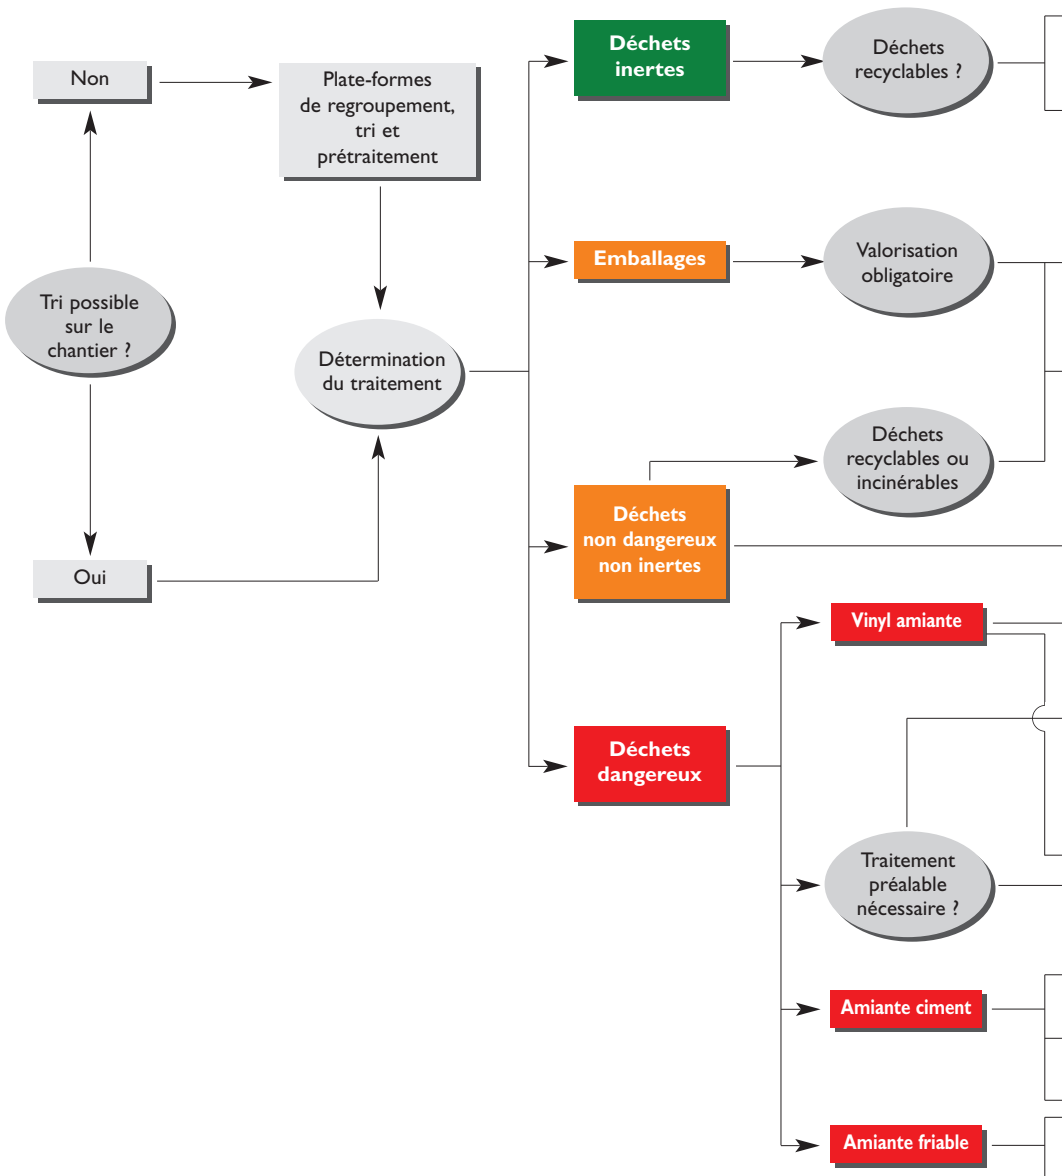 Non
Plate-formes
de regroupement,
tri et
prétraitement
Tri possible
sur le
chantier ?
Oui
Détermination
du traitement
Déchets
inertes
Déchets
recyclables ?
Emballages
Valorisation
obligatoire
Déchets
non dangereux
non inertes
Déchets
recyclables ou
incinérables
Déchets
dangereux
Vinyl amiante
Traitement
préalable
nécessaire ?
Amiante ciment
Amiante friable